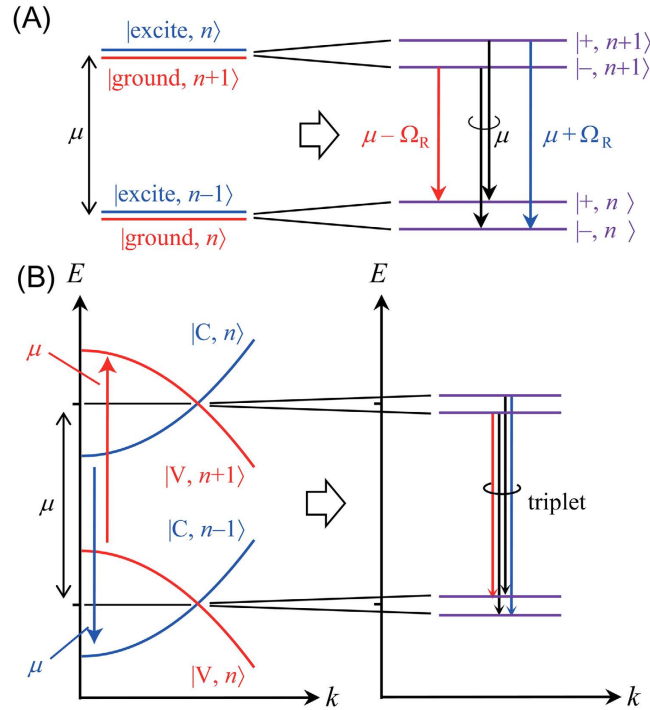 (A)
|excite, n⟩
|ground, n+1⟩
μ
|excite, n−1⟩
|ground, n⟩
|+, n+1⟩
|−, n+1⟩
μ − Ω_R
μ
μ + Ω_R
|+, n ⟩
|−, n ⟩
(B)
E
μ
|C, n⟩
|V, n+1⟩
μ
|C, n−1⟩
μ
|V, n⟩
k
E
triplet
k